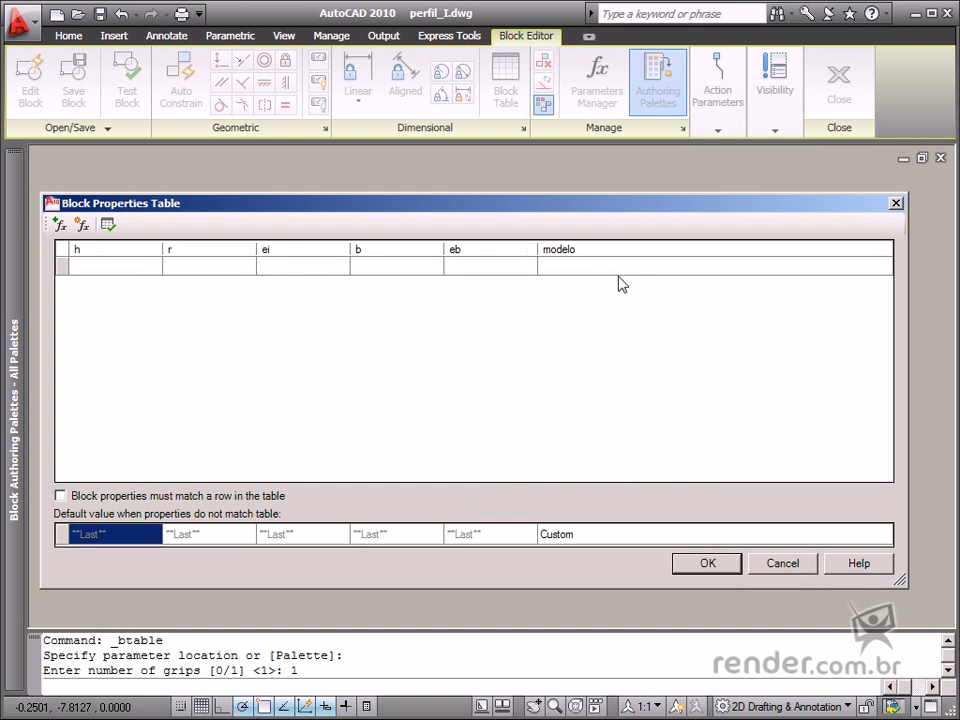 AutoCAD 2010 perfil_I.dwg
Type a keyword or phrase
Home Insert Annotate Parametric View Manage Output Express Tools Block Editor
Edit Block
Save Block
Test Block
Auto Constrain
Linear
Aligned
Block Table
Parameters Manager
Authoring Palettes
Action Parameters
Visibility
Close
Open/Save Geometric Dimensional Manage Close
Block Authoring Palettes - All Palettes
Block Properties Table
h r ei b eb modelo
Block properties must match a row in the table
Default value when properties do not match table:
**Last** **Last** **Last** **Last** **Last** Custom
OK Cancel Help
Command: _btable
Specify parameter location or [Palette]:
Enter number of grips [0/1] <1>: 1
render.com.br
-0.2501, -7.8127, 0.0000 1:1 2D Drafting & Annotation